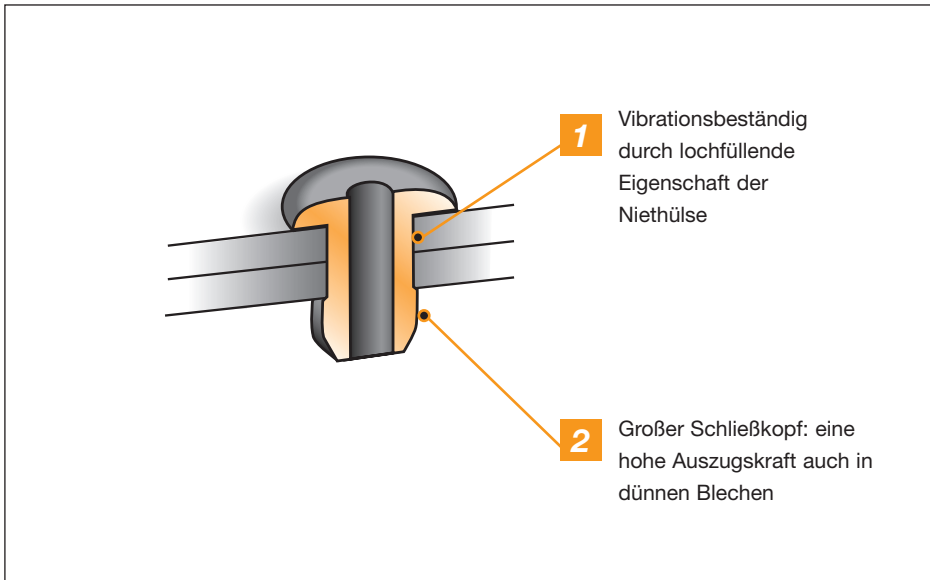 1
Vibrationsbeständig
durch lochfüllende
Eigenschaft der
Niethülse
2
Großer Schließkopf: eine
hohe Auszugskraft auch in
dünnen Blechen